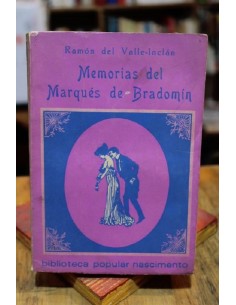 Ramón del Valle-Inclán
Memorias del
Marqués de Bradomín
biblioteca popular nascimento